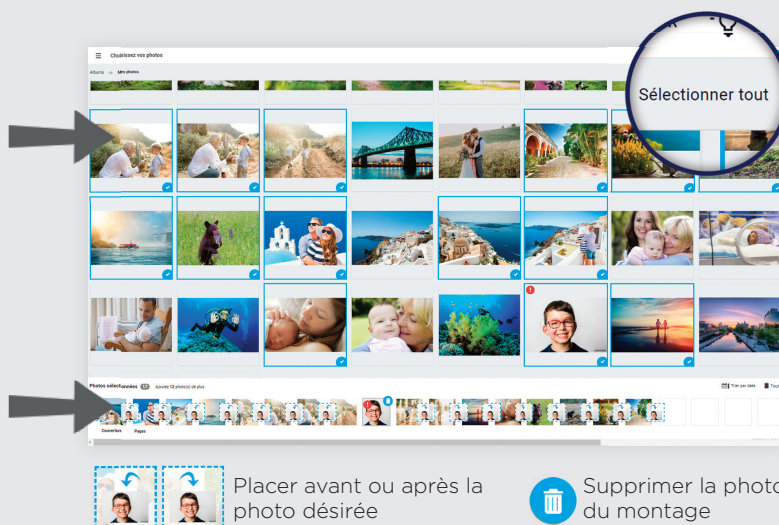 Choisissez vos photos
Albums
Mes photos
Sélectionner tout
Photos sélectionnées 17 Ajoutez 13 photo(s) de plus
Trier par date
Couverture Pages
Placer avant ou après la
photo désirée
Supprimer la photo
du montage